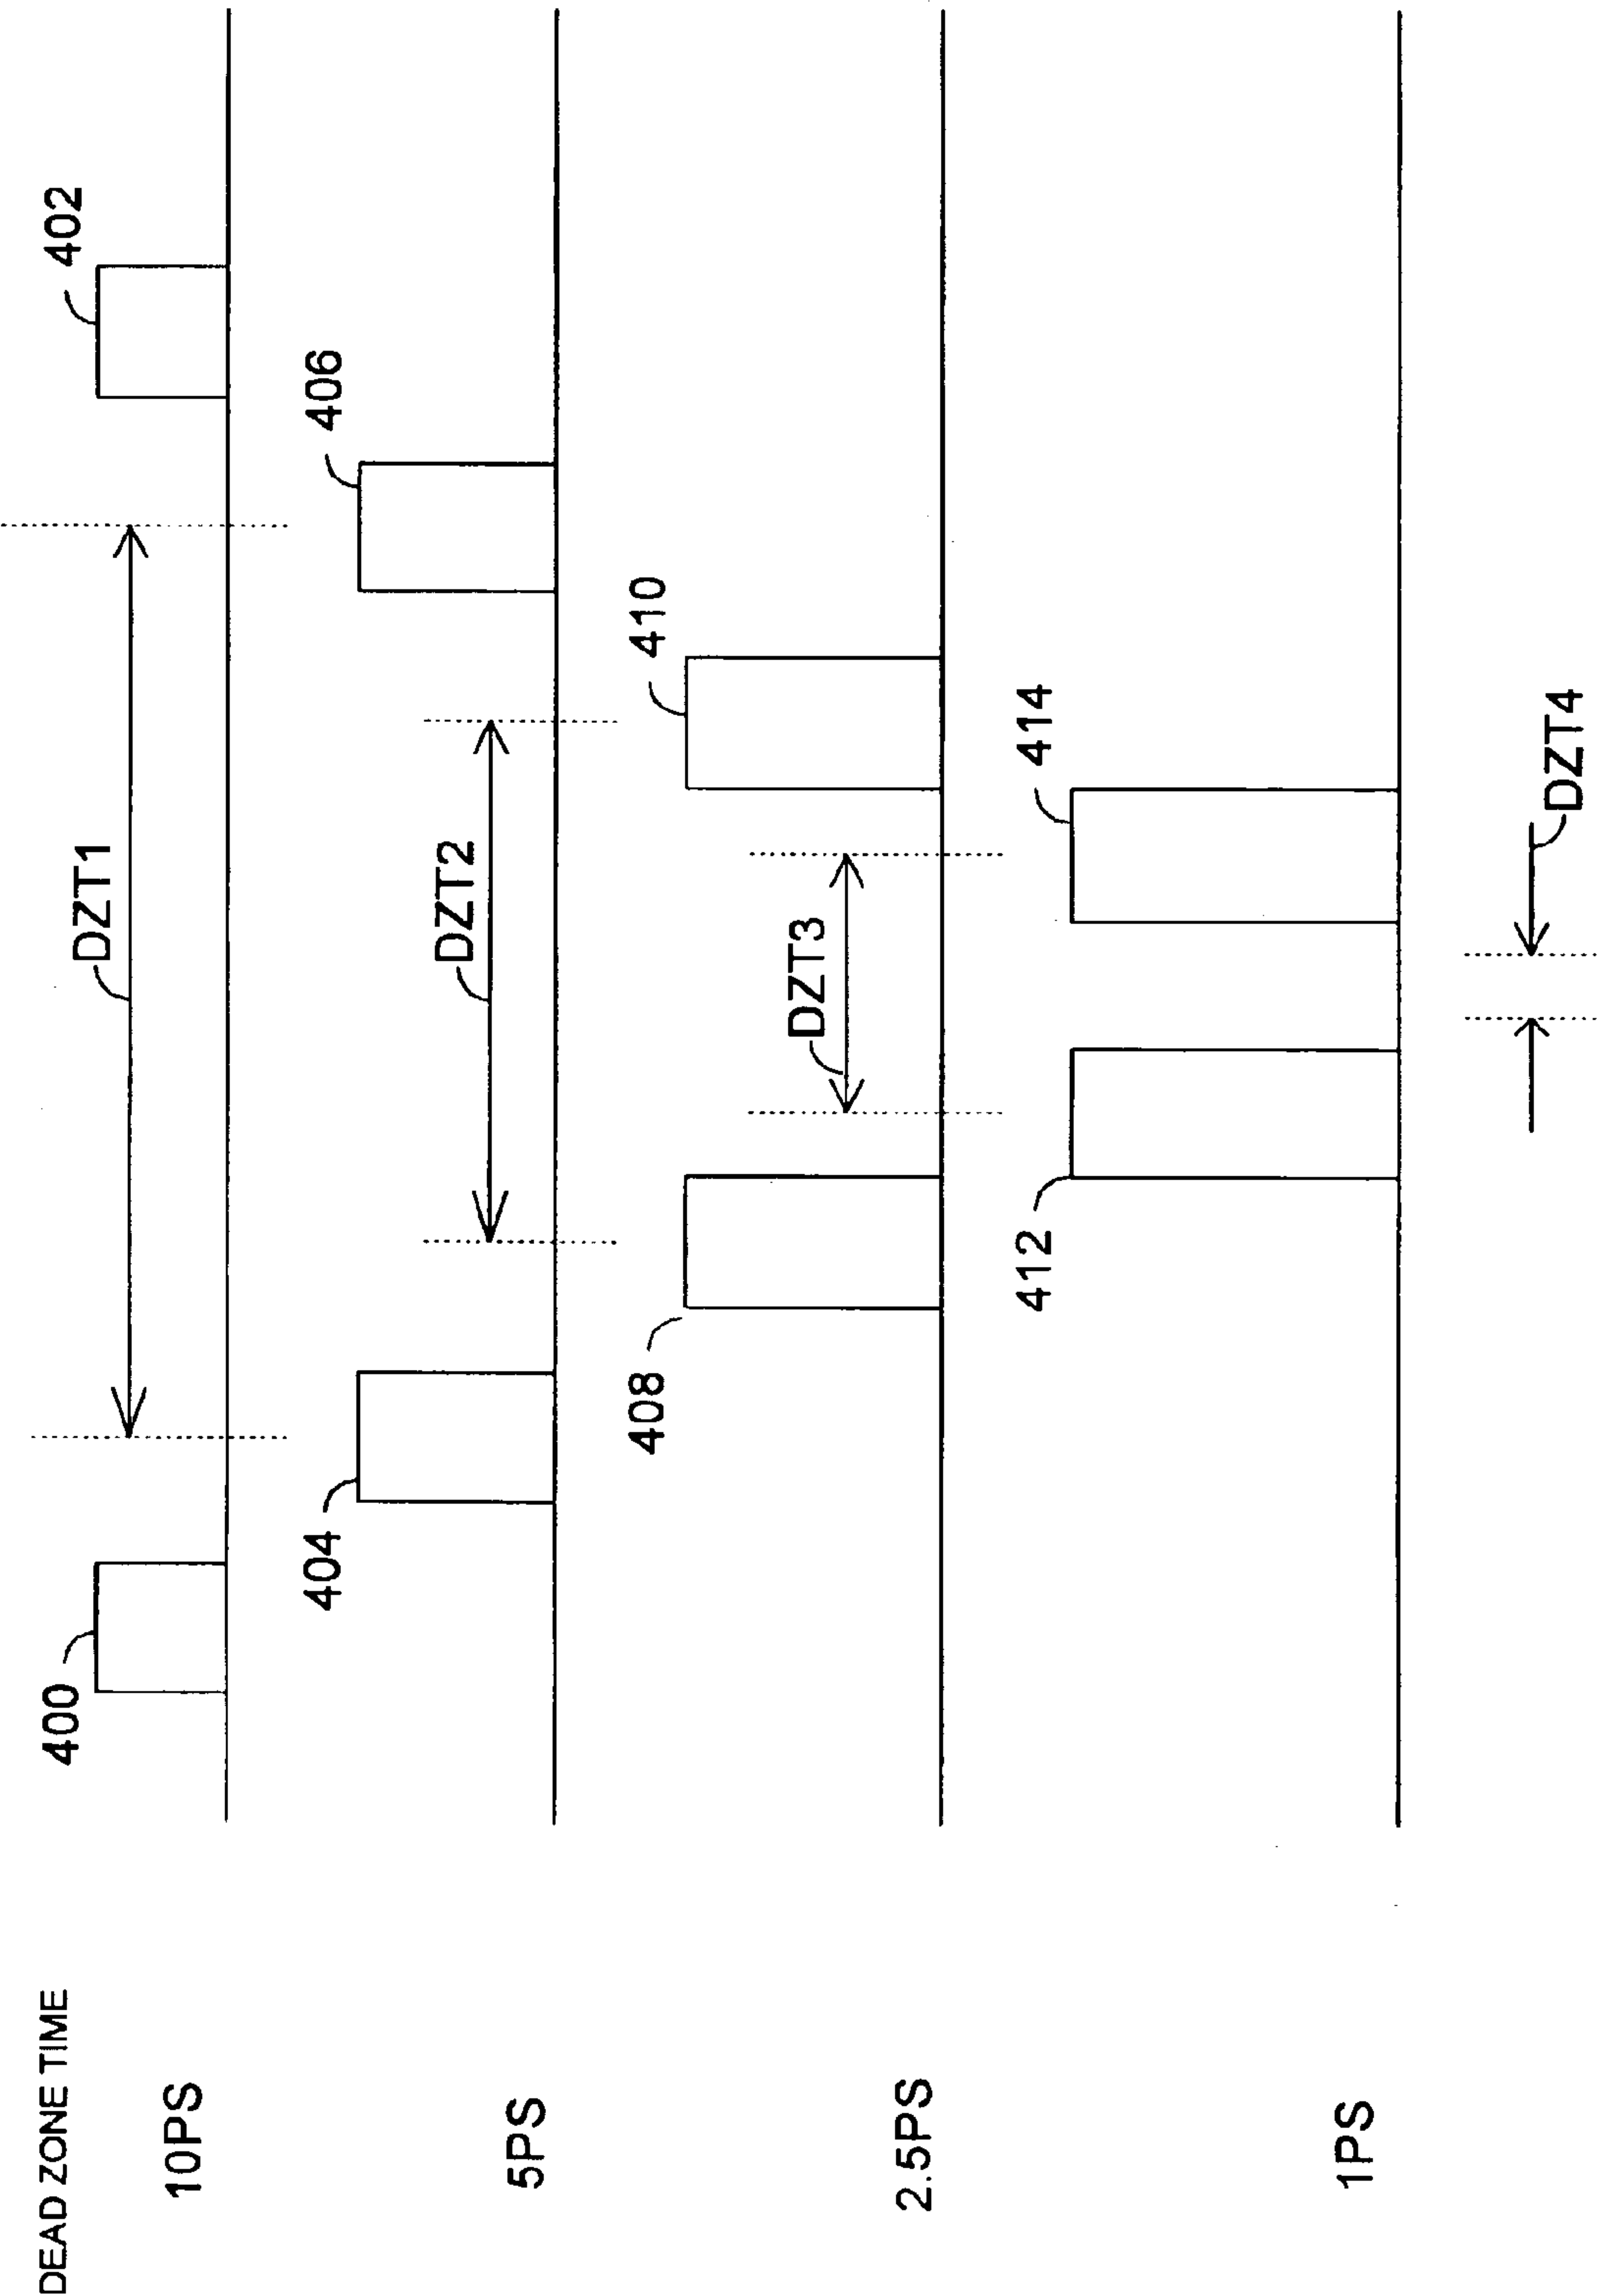 DEAD ZONE TIME
10PS
400
DZT1
402
5PS
404
DZT2
406
2.5PS
408
DZT3
410
1PS
412
414
DZT4